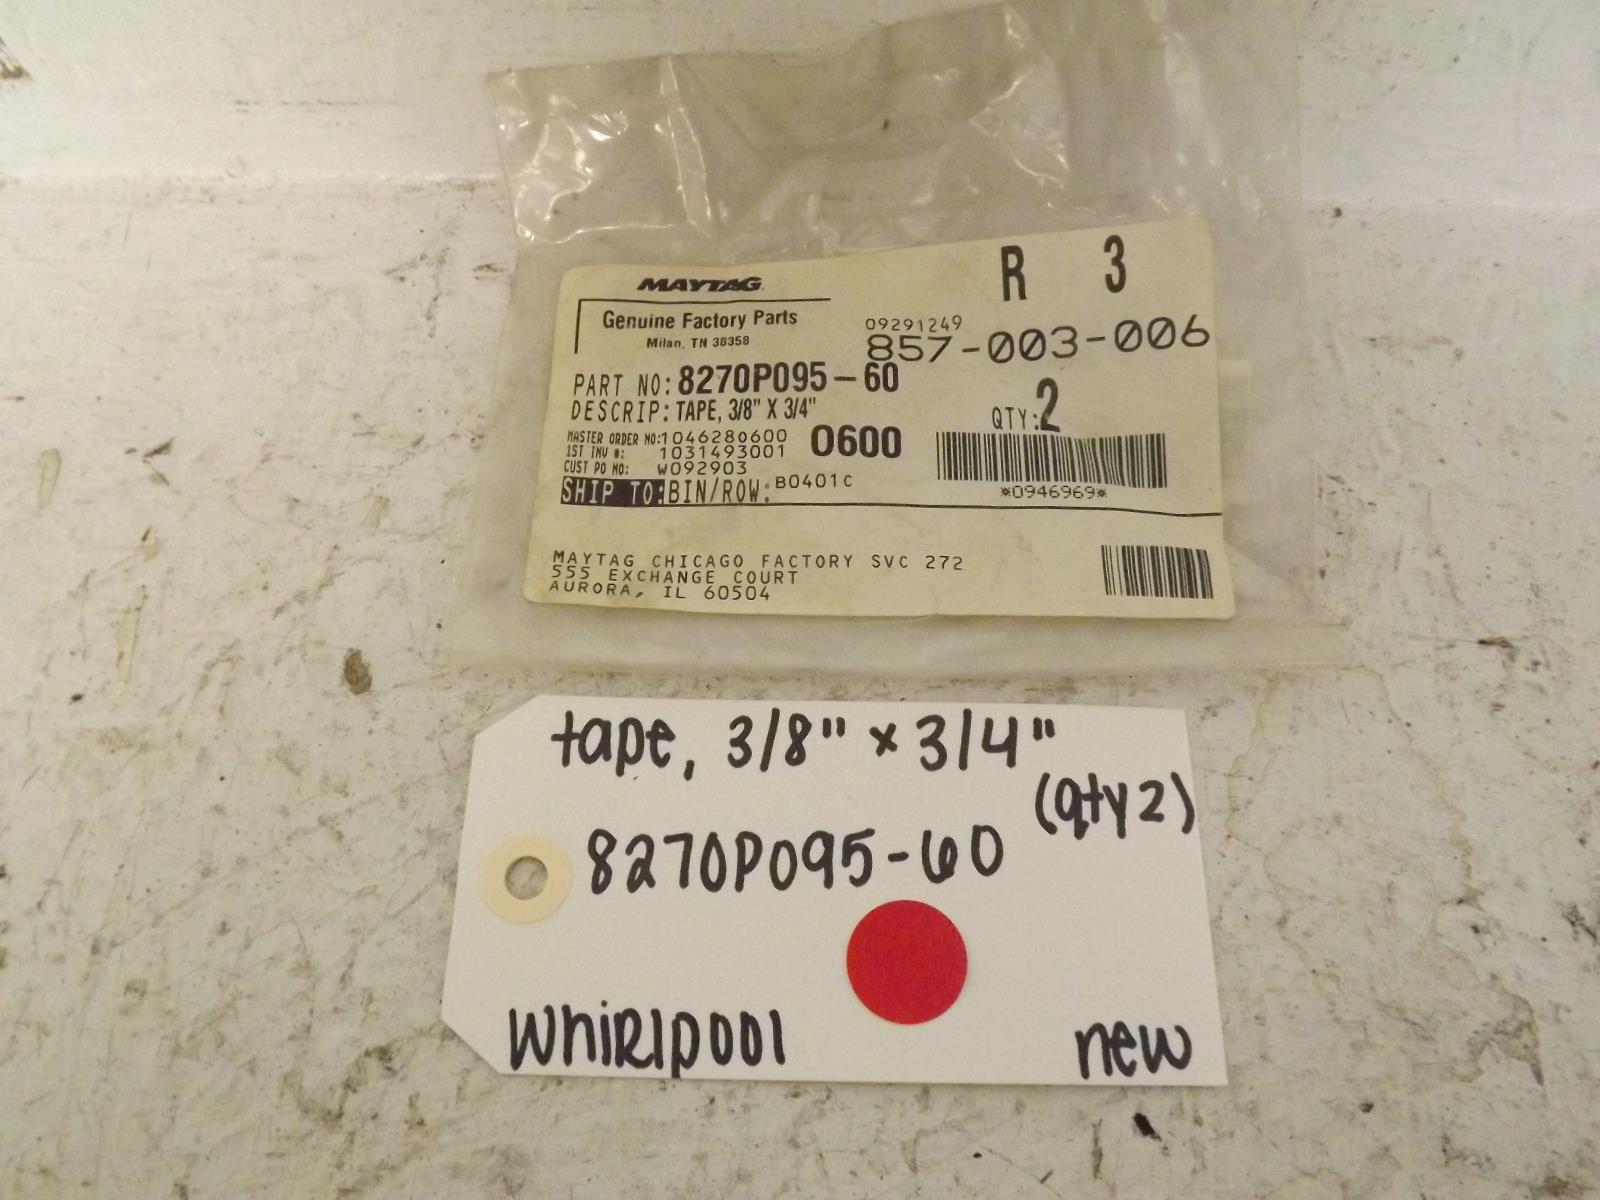 R 3
MAYTAG
Genuine Factory Parts
Milan, TN 38358
09291249
857-003-006
PART NO: 8270P095-60
DESCRIP: TAPE, 3/8" X 3/4"
QTY: 2
MASTER ORDER NO: 1046280600 0600
1ST INV #: 1031493001
CUST PO NO: W092903
SHIP TO: BIN/ROW: B0401C
*0946969*
MAYTAG CHICAGO FACTORY SVC 272
555 EXCHANGE COURT
AURORA, IL 60504
tape, 3/8" x 3/4"
(qty 2)
8270P095-60
WhiRlpool
new